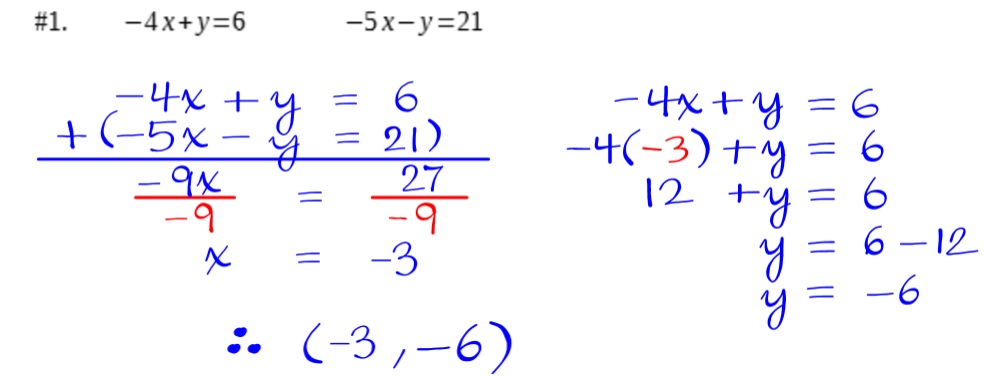 #1. −4x+y=6 −5x−y=21
−4x + y = 6
+(−5x − y = 21)
−9x = 27
−9 −9
x = −3
−4x + y = 6
−4(−3) + y = 6
12 + y = 6
y = 6 − 12
y = −6
∴ (−3, −6)